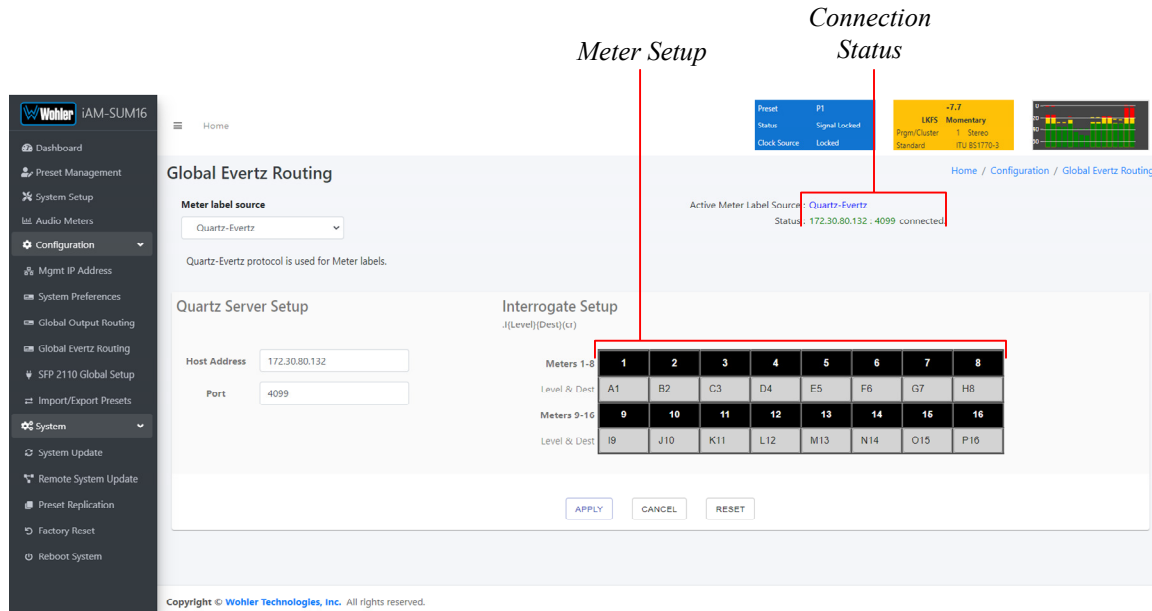 Connection
Status
Meter Setup
Wohler iAM-SUM16
Home
Preset P1
Status Signal Locked
Clock Source Locked
-7.7
LKFS Momentary
Prgm/Cluster 1 Stereo
Standard ITU BS1770-3
Dashboard
Preset Management
System Setup
Audio Meters
Configuration
Mgmt IP Address
System Preferences
Global Output Routing
Global Evertz Routing
SFP 2110 Global Setup
Import/Export Presets
System
System Update
Remote System Update
Preset Replication
Factory Reset
Reboot System
Global Evertz Routing
Home / Configuration / Global Evertz Routing
Meter label source
Quartz-Evertz
Quartz-Evertz protocol is used for Meter labels.
Active Meter Label Source : Quartz-Evertz
Status : 172.30.80.132 : 4099 connected.
Quartz Server Setup
Host Address 172.30.80.132
Port 4099
Interrogate Setup
.I{Level}{Dest}(cr)
Meters 1-8 1 2 3 4 5 6 7 8
Level & Dest A1 B2 C3 D4 E5 F6 G7 H8
Meters 9-16 9 10 11 12 13 14 15 16
Level & Dest I9 J10 K11 L12 M13 N14 O15 P16
APPLY CANCEL RESET
Copyright © Wohler Technologies, Inc. All rights reserved.